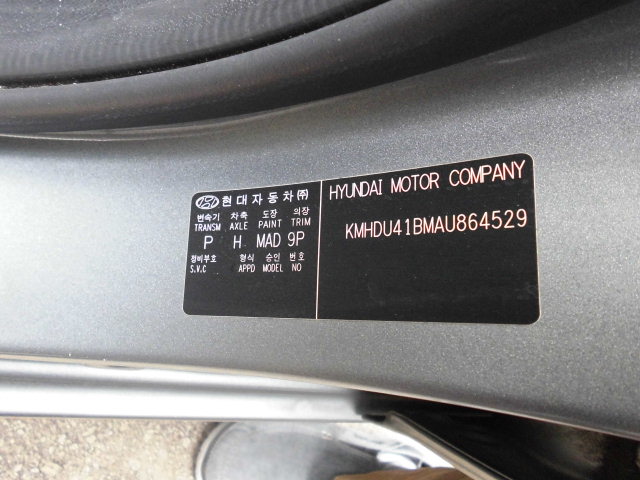 현대자동차㈜
변속기 차축 도장 의장
TRANSM AXLE PAINT TRIM
P H MAD 9P
정비부호 형식 승인 번호
S.V.C APPD MODEL NO
HYUNDAI MOTOR COMPANY
KMHDU41BMAU864529